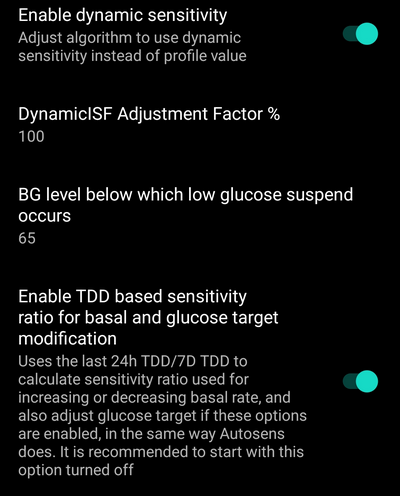 Enable dynamic sensitivity
Adjust algorithm to use dynamic
sensitivity instead of profile value
DynamicISF Adjustment Factor %
100
BG level below which low glucose suspend
occurs
65
Enable TDD based sensitivity
ratio for basal and glucose target
modification
Uses the last 24h TDD/7D TDD to
calculate sensitivity ratio used for
increasing or decreasing basal rate, and
also adjust glucose target if these options
are enabled, in the same way Autosens
does. It is recommended to start with this
option turned off